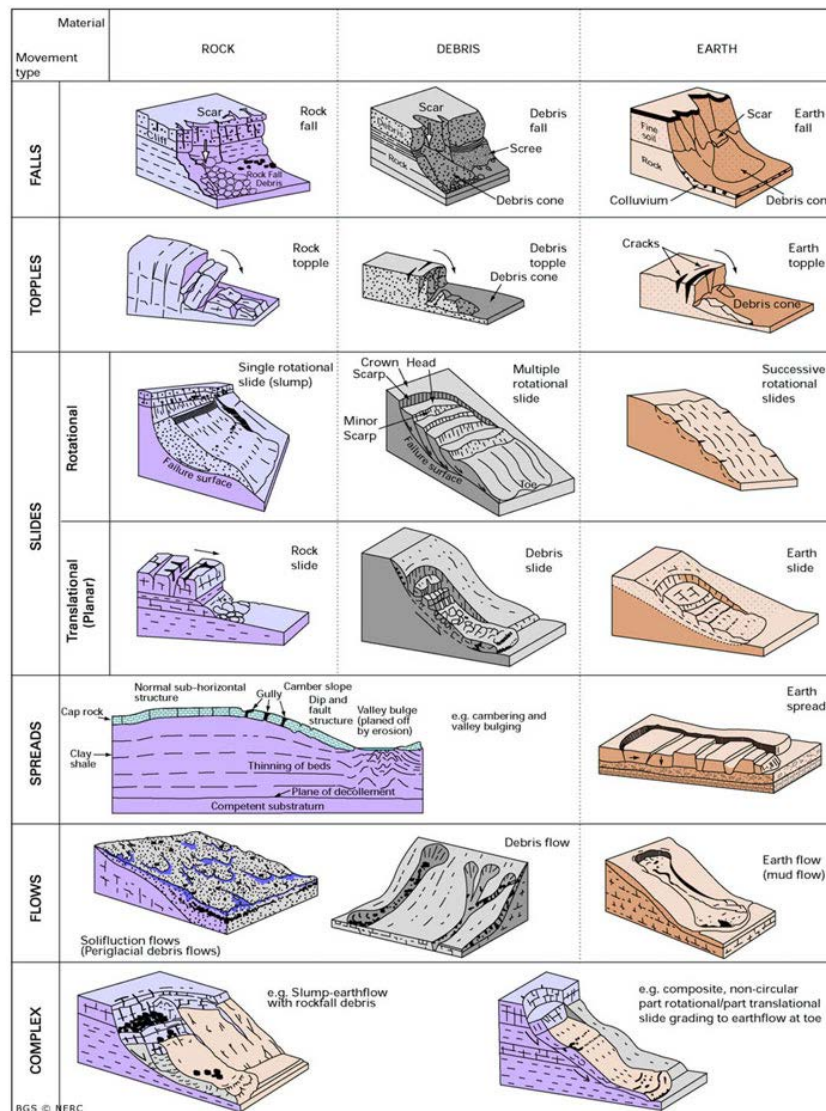 Material
Movement
type
ROCK
DEBRIS
EARTH
FALLS
Scar
Cliff
Rock Fall
Debris
Rock
fall
Scar
Debris
Rock
Debris
fall
Scree
Debris cone
Fine
soil
Rock
Colluvium
Scar
Earth
fall
Debris cone
TOPPLES
Rock
topple
Debris
topple
Debris cone
Cracks
Earth
topple
Debris cone
SLIDES
Rotational
Single rotational
slide (slump)
Failure surface
Crown
Scarp
Head
Minor
Scarp
Failure surface
Toe
Multiple
rotational
slide
Successive
rotational
slides
Translational
(Planar)
Rock
slide
Debris
slide
Earth
slide
SPREADS
Normal sub-horizontal
structure
Cap rock
Clay
shale
Gully
Camber slope
Dip and
fault
structure
Valley bulge
(planed off
by erosion)
Thinning of beds
Plane of decollement
Competent substratum
e.g. cambering and
valley bulging
Earth
spread
FLOWS
Solifluction flows
(Periglacial debris flows)
Debris flow
Earth flow
(mud flow)
COMPLEX
e.g. Slump-earthflow
with rockfall debris
e.g. composite, non-circular
part rotational/part translational
slide grading to earthflow at toe
BGS © NERC